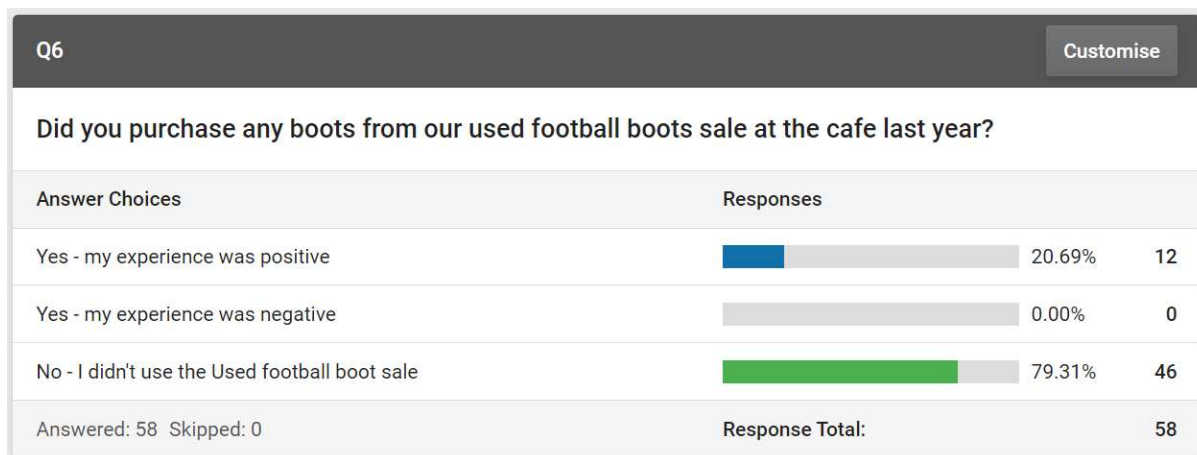 Q6 Customise
Did you purchase any boots from our used football boots sale at the cafe last year?
Answer Choices Responses
Yes - my experience was positive 20.69% 12
Yes - my experience was negative 0.00% 0
No - I didn't use the Used football boot sale 79.31% 46
Answered: 58 Skipped: 0 Response Total: 58